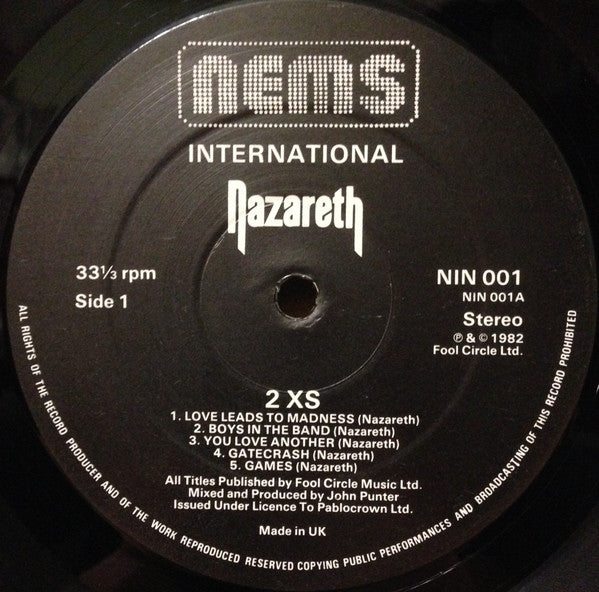 nems
INTERNATIONAL
Nazareth
33⅓ rpm
Side 1
NIN 001
NIN 001A
Stereo
℗ & © 1982
Fool Circle Ltd.
2 XS
1. LOVE LEADS TO MADNESS (Nazareth)
2. BOYS IN THE BAND (Nazareth)
3. YOU LOVE ANOTHER (Nazareth)
4. GATECRASH (Nazareth)
5. GAMES (Nazareth)
All Titles Published by Fool Circle Music Ltd.
Mixed and Produced by John Punter
Issued Under Licence To Pablocrown Ltd.
Made in UK
ALL RIGHTS OF THE RECORD PRODUCER AND OF THE WORK REPRODUCED RESERVED COPYING PUBLIC PERFORMANCES AND BROADCASTING OF THIS RECORD PROHIBITED